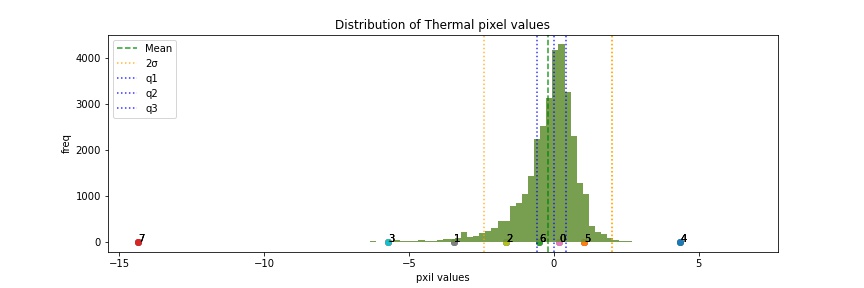 Distribution of Thermal pixel values
Mean
2σ
q1
q2
q3
freq
4000
3000
2000
1000
0
7 3 1 2 6 0 5 4
−15 −10 −5 0 5
pxil values